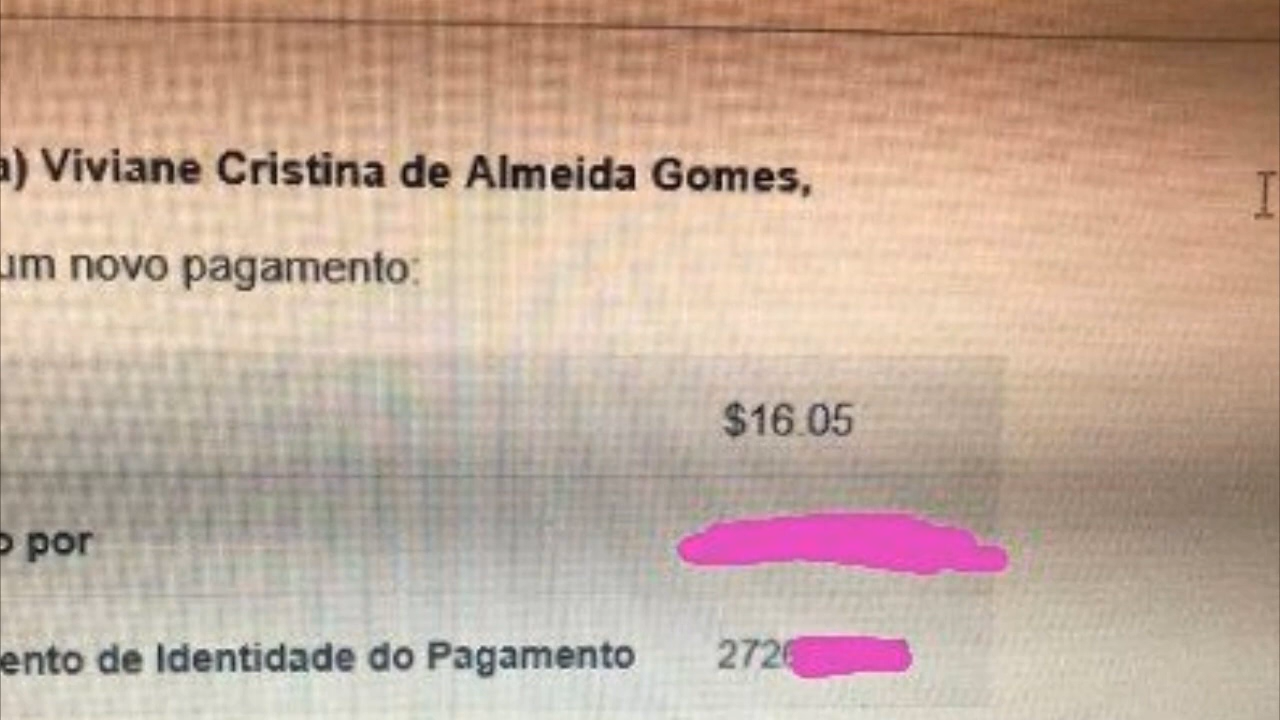 a) Viviane Cristina de Almeida Gomes,
um novo pagamento:
$16.05
o por
ento de Identidade do Pagamento 272